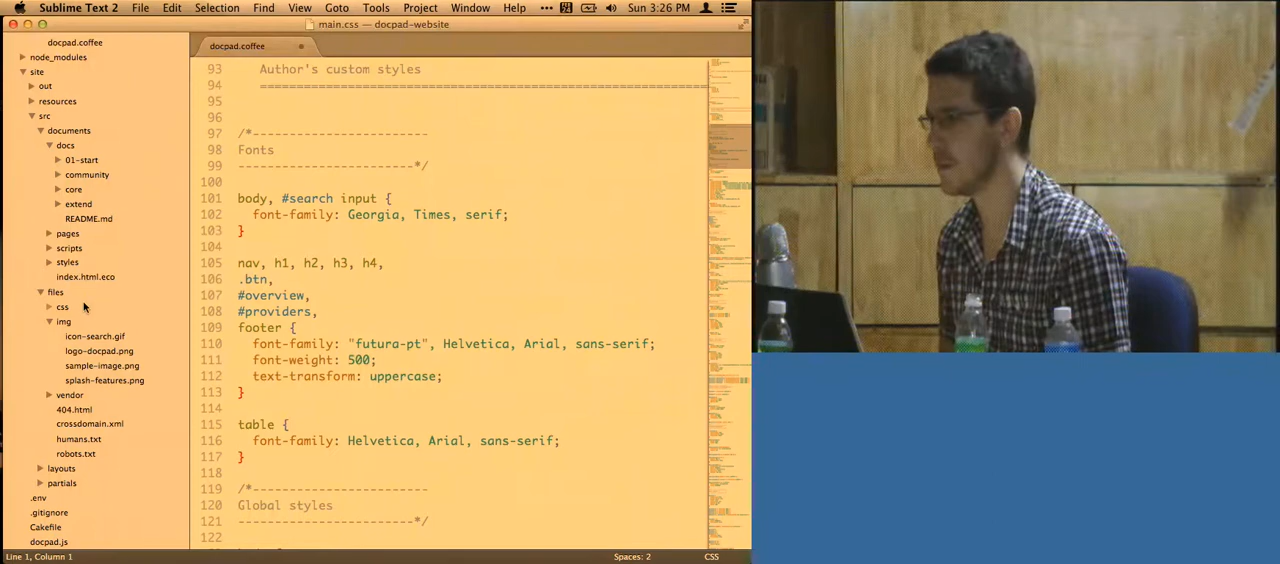 Sublime Text 2 File Edit Selection Find View Goto Tools Porject Window Help Sun 3:26 PM
main.css — docpad-website
docpad.coffee
node_modules
site
out
resources
src
documents
docs
01-start
community
core
extend
README.md
pages
scripts
styles
index.html.eco
files
css
img
icon-search.gif
logo-docpad.png
sample-image.png
splash-features.png
vendor
404.html
crossdomain.xml
humans.txt
robots.txt
layouts
partials
.env
.gitignore
Cakefile
docpad.js
docpad.coffee
93 Author's custom styles
94 ==========================================================
95
96
97 /*-----------------------
98 Fonts
99 -----------------------*/
100
101 body, #search input {
102 font-family: Georgia, Times, serif;
103 }
104
105 nav, h1, h2, h3, h4,
106 .btn,
107 #overview,
108 #providers,
109 footer {
110 font-family: "futura-pt", Helvetica, Arial, sans-serif;
111 font-weight: 500;
112 text-transform: uppercase;
113 }
114
115 table {
116 font-family: Helvetica, Arial, sans-serif;
117 }
118
119 /*-----------------------
120 Global styles
121 -----------------------*/
122
Line 1, Column 1 Spaces: 2 CSS